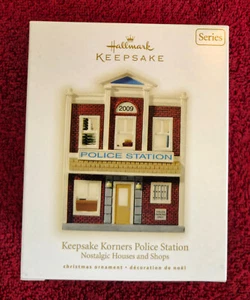 Hallmark
KEEPSAKE
Series
2009
POLICE STATION
Keepsake Korners Police Station
Nostalgic Houses and Shops
christmas ornament • décoration de noël